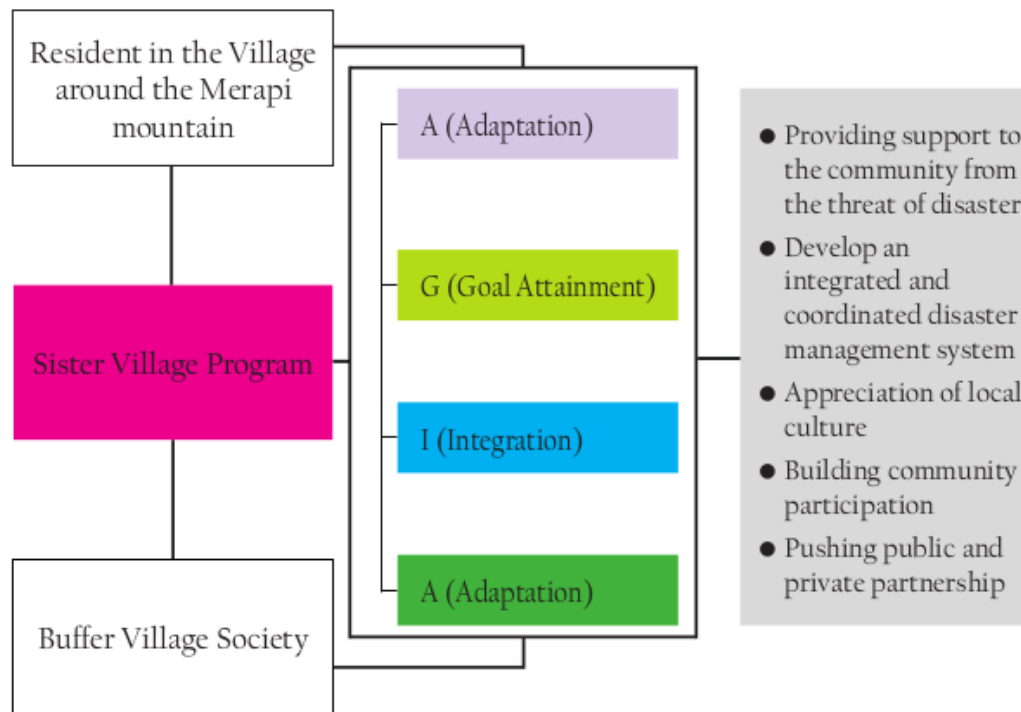 Resident in the Village
around the Merapi
mountain
Sister Village Program
Buffer Village Society
A (Adaptation)
G (Goal Attainment)
I (Integration)
A (Adaptation)
● Providing support to
the community from
the threat of disaster
● Develop an
integrated and
coordinated disaster
management system
● Appreciation of local
culture
● Building community
participation
● Pushing public and
private partnership